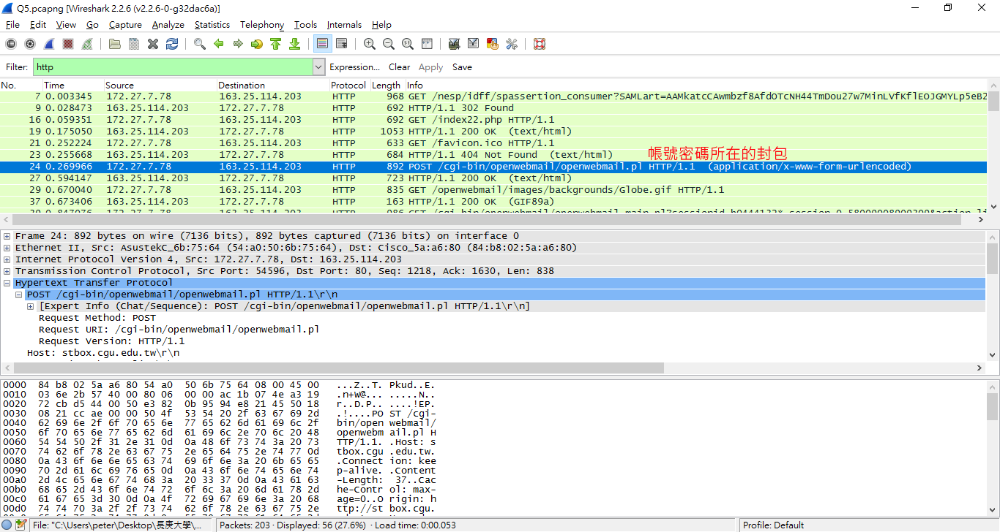 Q5.pcapng [Wireshark 2.2.6 (v2.2.6-0-g32dac6a)]
File Edit View Go Capture Analyze Statistics Telephony Tools Internals Help
Filter: http Expression... Clear Apply Save
No. Time Source Destination Protocol Length Info
7 0.003345 172.27.7.78 163.25.114.203 HTTP 968 GET /nesp/idff/spassertion_consumer?SAMLart=AAMkatcCAwmbzf8AfdOTcNH44TmDou27w7MinLVfKflEOJGMYLp5eB2
9 0.028473 163.25.114.203 172.27.7.78 HTTP 692 HTTP/1.1 302 Found
16 0.059351 172.27.7.78 163.25.114.203 HTTP 692 GET /index22.php HTTP/1.1
19 0.175050 163.25.114.203 172.27.7.78 HTTP 1053 HTTP/1.1 200 OK (text/html)
21 0.252224 172.27.7.78 163.25.114.203 HTTP 633 GET /favicon.ico HTTP/1.1
23 0.255668 163.25.114.203 172.27.7.78 HTTP 684 HTTP/1.1 404 Not Found (text/html)
帳號密碼所在的封包
24 0.269966 172.27.7.78 163.25.114.203 HTTP 892 POST /cgi-bin/openwebmail/openwebmail.pl HTTP/1.1 (application/x-www-form-urlencoded)
27 0.594147 163.25.114.203 172.27.7.78 HTTP 723 HTTP/1.1 200 OK (text/html)
29 0.670040 172.27.7.78 163.25.114.203 HTTP 835 GET /openwebmail/images/backgrounds/Globe.gif HTTP/1.1
37 0.673406 163.25.114.203 172.27.7.78 HTTP 163 HTTP/1.1 200 OK (GIF89a)
Frame 24: 892 bytes on wire (7136 bits), 892 bytes captured (7136 bits) on interface 0
Ethernet II, Src: AsustekC_6b:75:64 (54:a0:50:6b:75:64), Dst: Cisco_5a:a6:80 (84:b8:02:5a:a6:80)
Internet Protocol Version 4, Src: 172.27.7.78, Dst: 163.25.114.203
Transmission Control Protocol, Src Port: 54596, Dst Port: 80, Seq: 1218, Ack: 1630, Len: 838
Hypertext Transfer Protocol
POST /cgi-bin/openwebmail/openwebmail.pl HTTP/1.1\r\n
[Expert Info (Chat/Sequence): POST /cgi-bin/openwebmail/openwebmail.pl HTTP/1.1\r\n]
Request Method: POST
Request URI: /cgi-bin/openwebmail/openwebmail.pl
Request Version: HTTP/1.1
Host: stbox.cgu.edu.tw\r\n
0000 84 b8 02 5a a6 80 54 a0 50 6b 75 64 08 00 45 00 ...Z..T. Pkud..E.
0010 03 6e 2b 57 40 00 80 06 00 00 ac 1b 07 4e a3 19 .n+W@... .....N..
0020 72 cb d5 44 00 50 e3 82 0b 95 94 e8 21 45 50 18 r..D.P.. ....!EP.
0030 08 21 cc ae 00 00 50 4f 53 54 20 2f 63 67 69 2d .!....PO ST /cgi-
0040 62 69 6e 2f 6f 70 65 6e 77 65 62 6d 61 69 6c 2f bin/open webmail/
0050 6f 70 65 6e 77 65 62 6d 61 69 6c 2e 70 6c 20 48 openwebm ail.pl H
0060 54 54 50 2f 31 2e 31 0d 0a 48 6f 73 74 3a 20 73 TTP/1.1. .Host: s
0070 74 62 6f 78 2e 63 67 75 2e 65 64 75 2e 74 77 0d tbox.cgu .edu.tw.
0080 0a 43 6f 6e 6e 65 63 74 69 6f 6e 3a 20 6b 65 65 .Connect ion: kee
0090 70 2d 61 6c 69 76 65 0d 0a 43 6f 6e 74 65 6e 74 p-alive. .Content
00a0 2d 4c 65 6e 67 74 68 3a 20 33 37 0d 0a 43 61 63 -Length: 37..Cac
00b0 68 65 2d 43 6f 6e 74 72 6f 6c 3a 20 6d 61 78 2d he-Contr ol: max-
00c0 61 67 65 3d 30 0d 0a 4f 72 69 67 69 6e 3a 20 68 age=0..O rigin: h
00d0 74 74 70 3a 2f 2f 73 74 62 6f 78 2e 63 67 75 2e ttp://st box.cgu.
File: "C:\Users\peter\Desktop\長庚大學\... Packets: 203 · Displayed: 56 (27.6%) · Load time: 0:00.053 Profile: Default